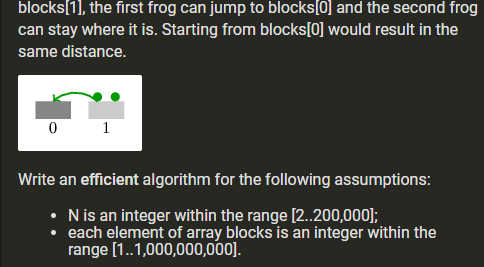 blocks[1], the first frog can jump to blocks[0] and the second frog
can stay where it is. Starting from blocks[0] would result in the
same distance.
0 1
Write an efficient algorithm for the following assumptions:
• N is an integer within the range [2..200,000];
• each element of array blocks is an integer within the
range [1..1,000,000,000].